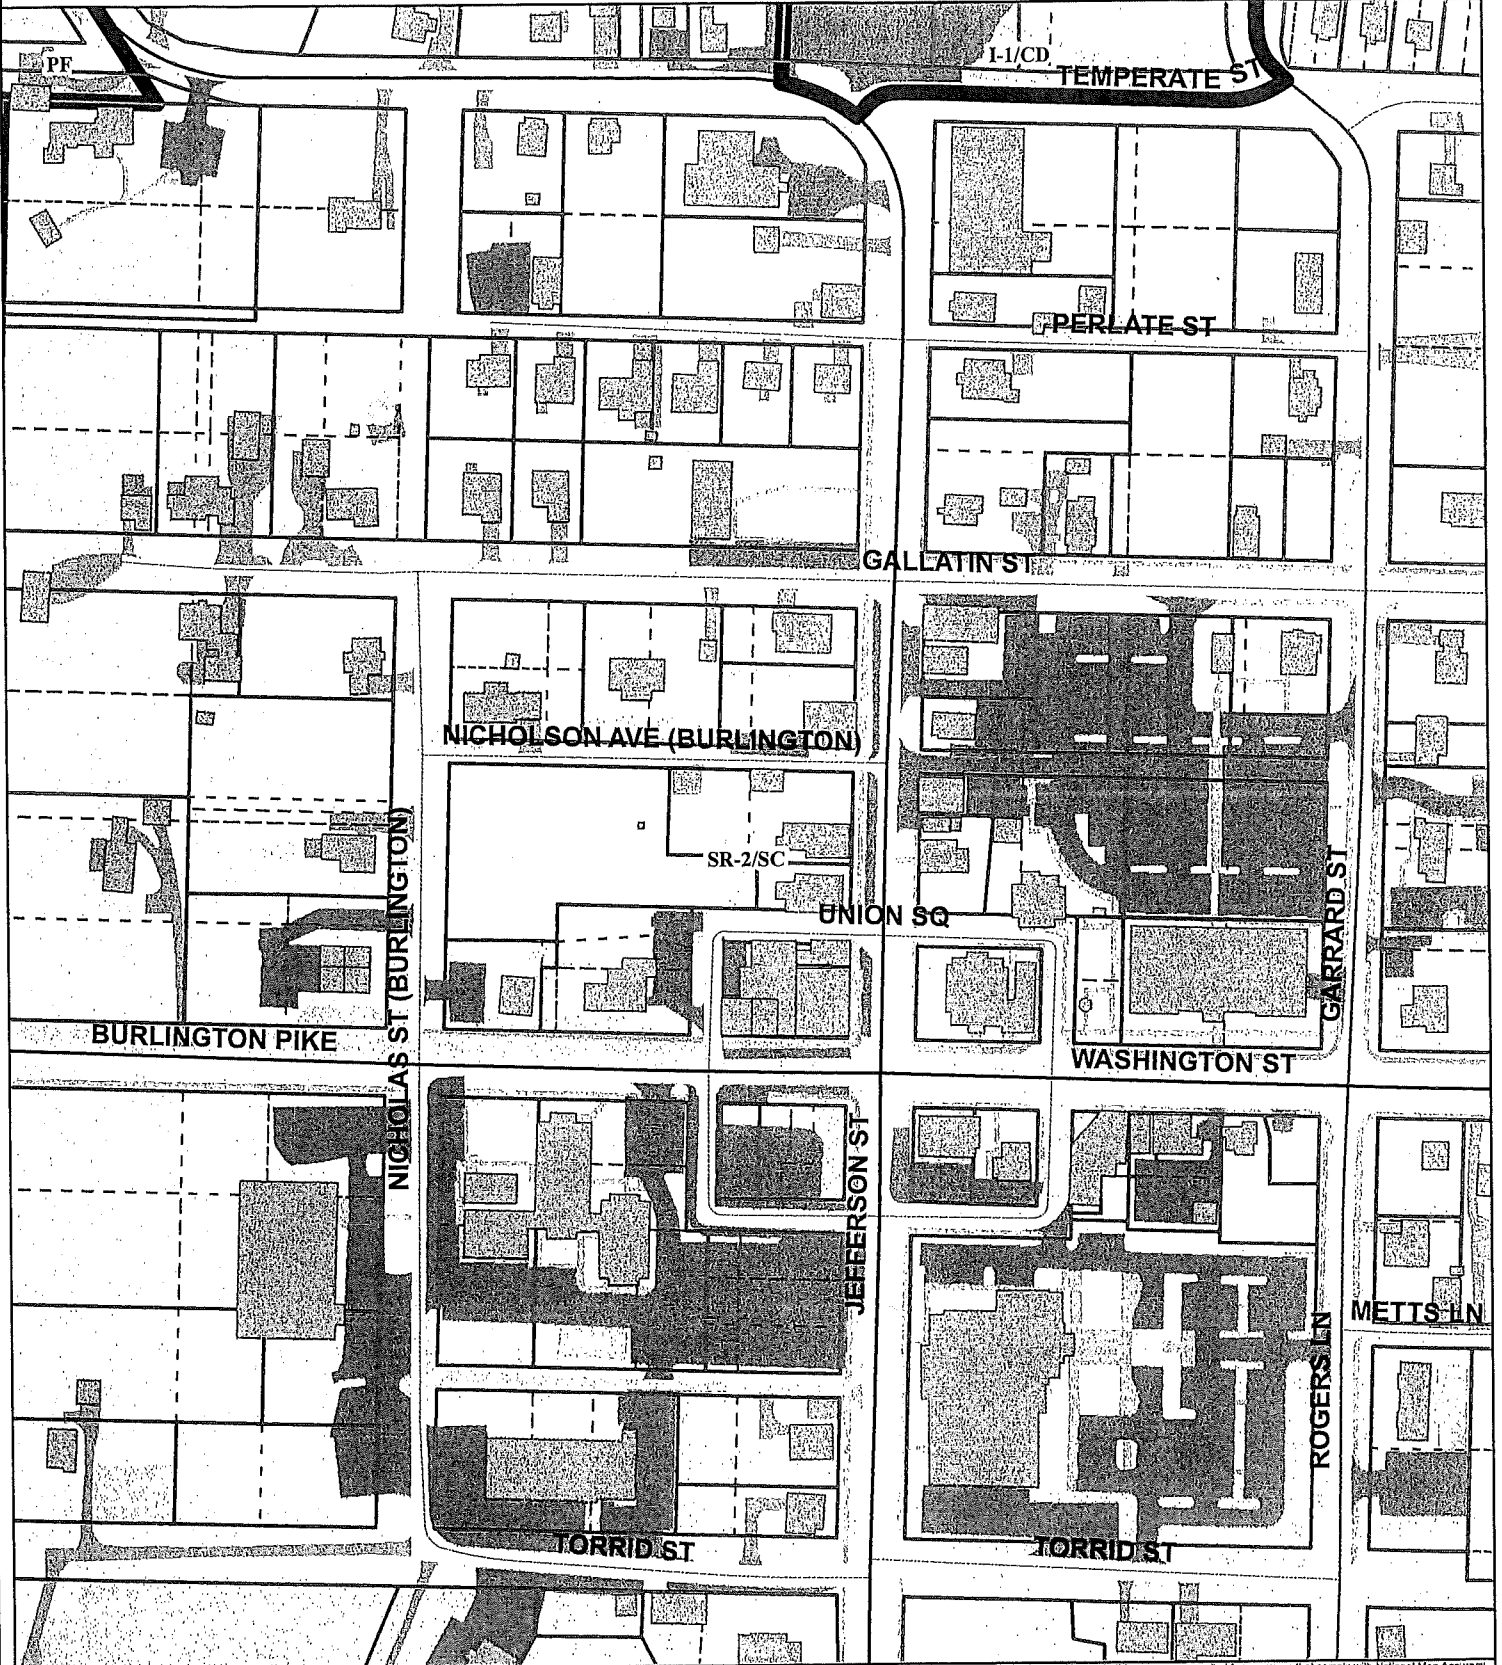 PF
I-1/CD
TEMPERATE ST
PERLATE ST
GALLATIN ST
NICHOLSON AVE (BURLINGTON)
SR-2/SC
UNION SQ
NICHOLAS ST (BURLINGTON)
GARRARD ST
BURLINGTON PIKE
WASHINGTON ST
JEFFERSON ST
METTS LN
ROGERS LN
TORRID ST
TORRID ST